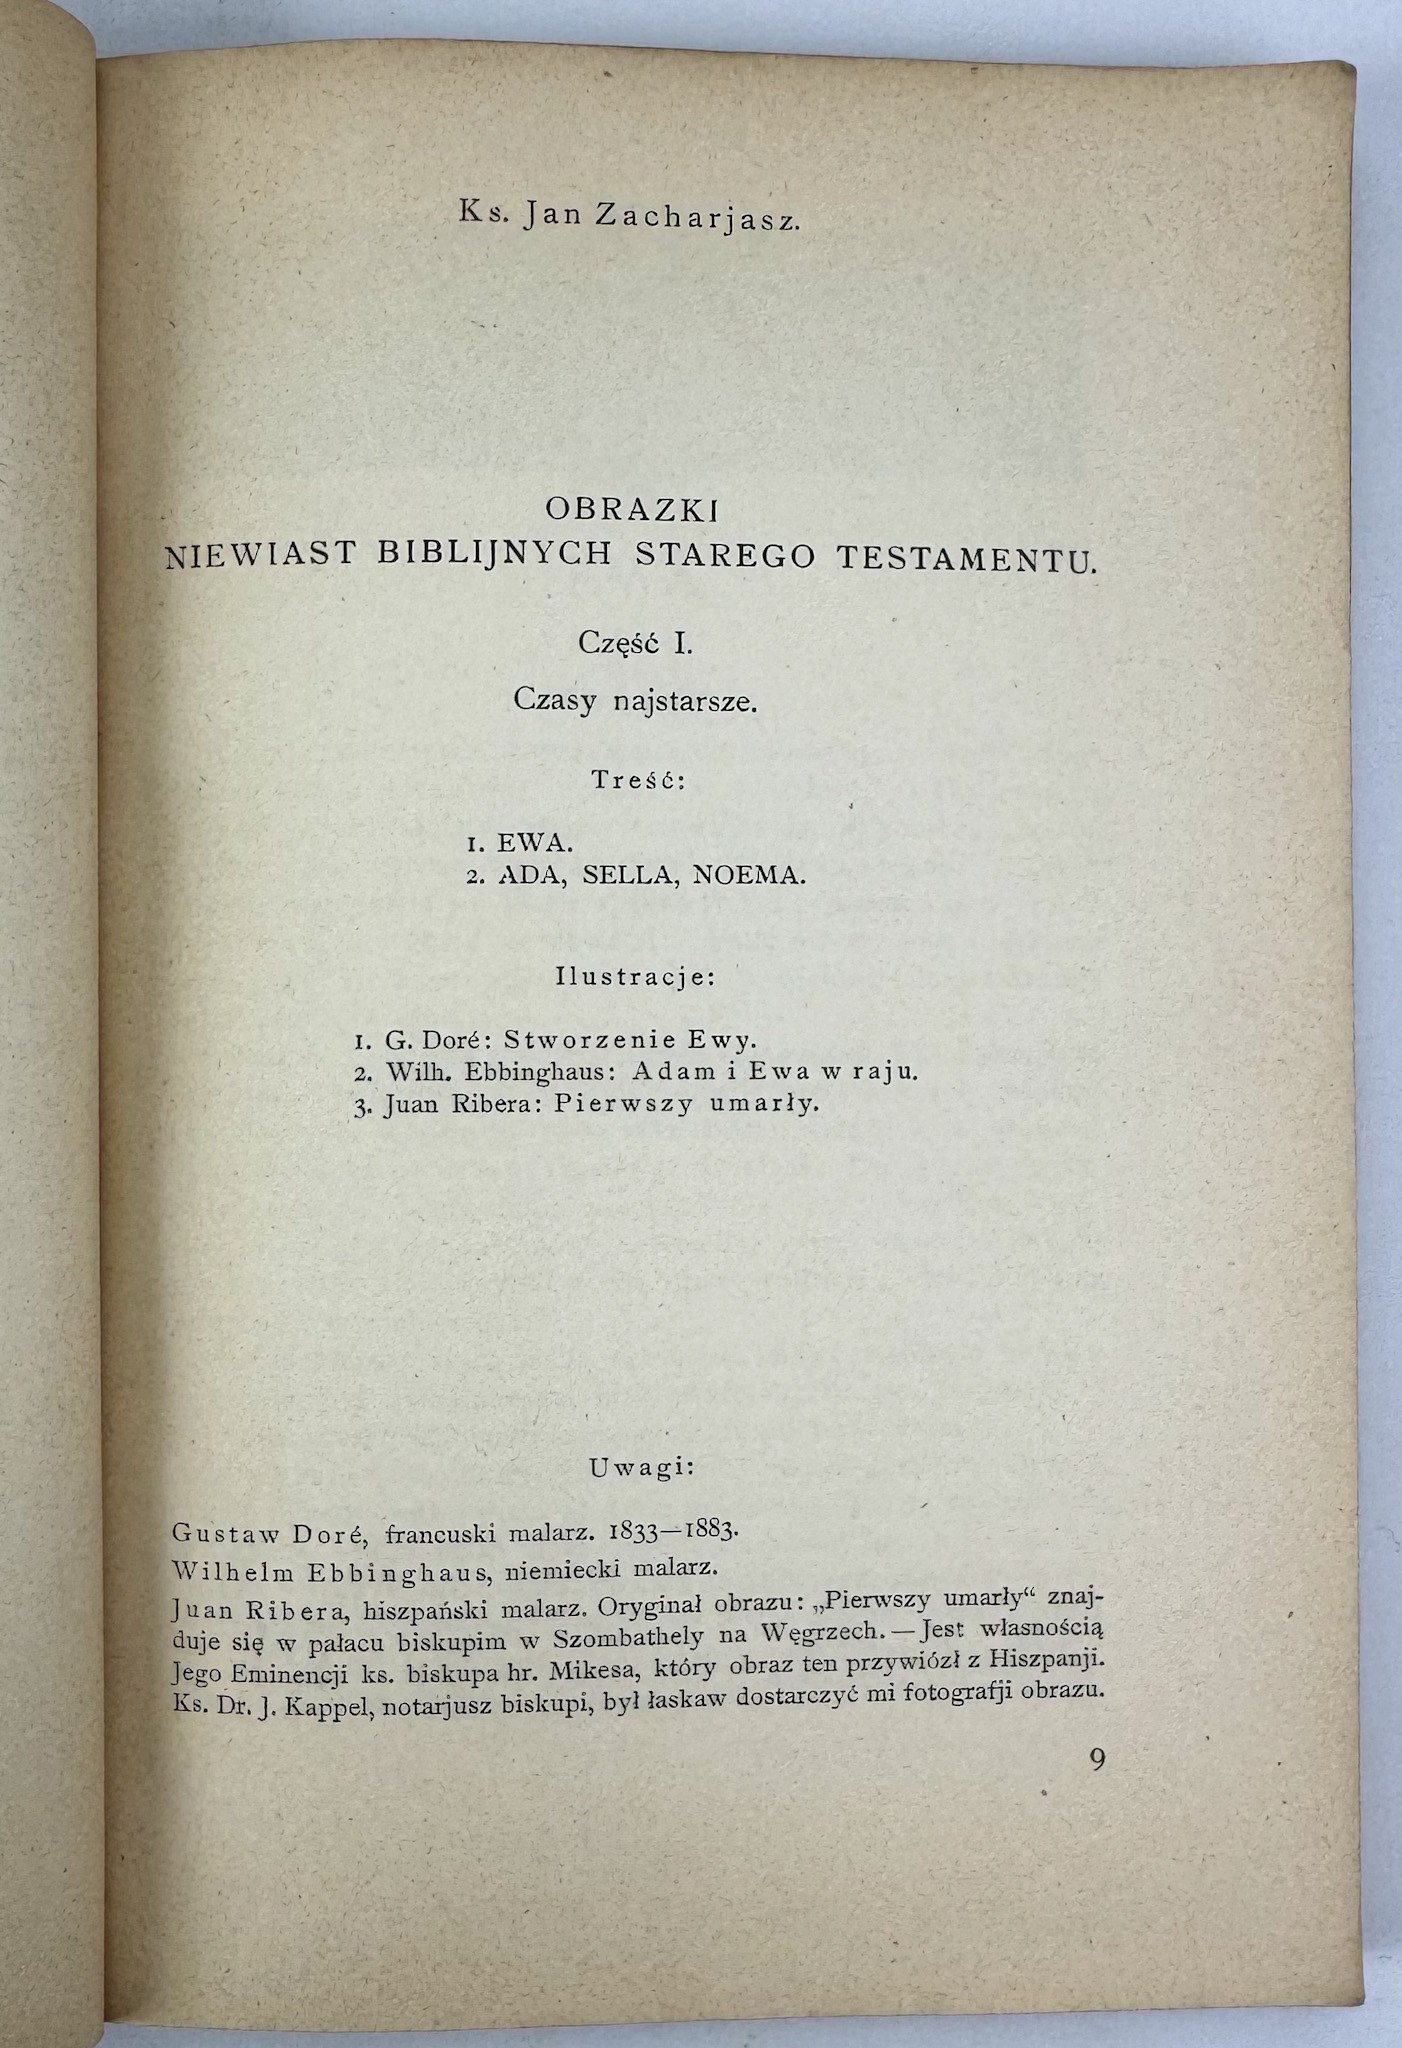 Ks. Jan Zacharjasz.
OBRAZKI
NIEWIAST BIBLIJNYCH STAREGO TESTAMENTU.
Część I.
Czasy najstarsze.
Treść:
1. EWA.
2. ADA, SELLA, NOEMA.
Ilustracje:
1. G. Doré: Stworzenie Ewy.
2. Wilh. Ebbinghaus: Adam i Ewa w raju.
3. Juan Ribera: Pierwszy umarły.
Uwagi:
Gustaw Doré, francuski malarz. 1833—1883.
Wilhelm Ebbinghaus, niemiecki malarz.
Juan Ribera, hiszpański malarz. Oryginał obrazu: „Pierwszy umarły“ znaj-
duje się w pałacu biskupim w Szombathely na Węgrzech. — Jest własnością
Jego Eminencji ks. biskupa hr. Mikesa, który obraz ten przywiózł z Hiszpanji.
Ks. Dr. J. Kappel, notarjusz biskupi, był łaskaw dostarczyć mi fotografji obrazu.
9